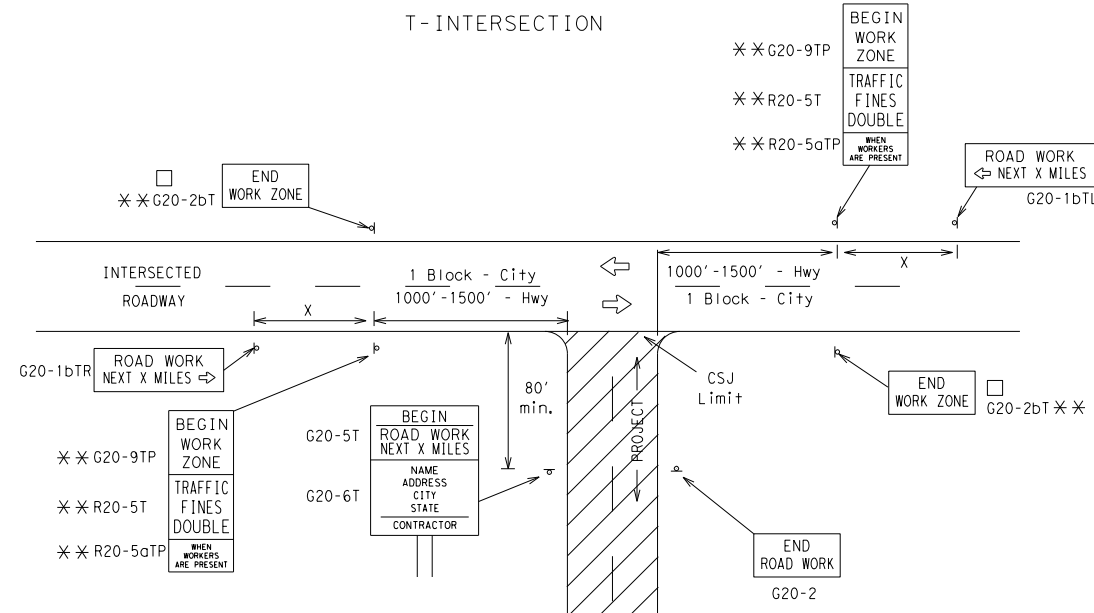 T-INTERSECTION
BEGIN
WORK
ZONE
TRAFFIC
FINES
DOUBLE
WHEN
WORKERS
ARE PRESENT
**G20-9TP
**R20-5T
**R20-5aTP
ROAD WORK
⇦ NEXT X MILES
G20-1bTL
END
WORK ZONE
□
**G20-2bT
INTERSECTED
ROADWAY
1 Block - City
1000'-1500' - Hwy
X
⇦
⇨
1000'-1500' - Hwy
1 Block - City
X
G20-1bTR
ROAD WORK
NEXT X MILES ⇨
BEGIN
WORK
ZONE
TRAFFIC
FINES
DOUBLE
WHEN
WORKERS
ARE PRESENT
**G20-9TP
**R20-5T
**R20-5aTP
G20-5T
G20-6T
BEGIN
ROAD WORK
NEXT X MILES
NAME
ADDRESS
CITY
STATE
CONTRACTOR
80'
min.
PROJECT
CSJ
Limit
END
WORK ZONE
□
G20-2bT**
END
ROAD WORK
G20-2